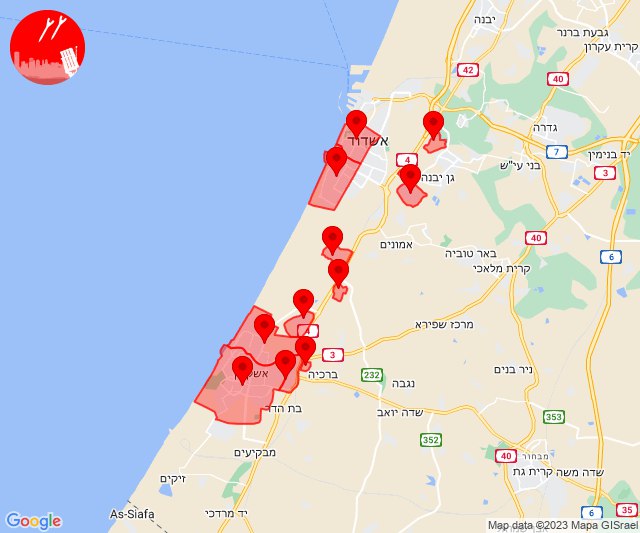 יבנה
גבעת ברנר
קרית עקרון
42
40
גדרה
אשדוד
4
7
יד בנימין
3
גן יבנה
בני עי"ש
אמונים
40
באר טוביה
קרית מלאכי
6
מרכז שפירא
4
3
ניר בנים
אשקלון
ברכיה
232
נגבה
בת הדר
שדה יואב
353
352
מבקיעים
40
מבחור
קרית גת
שדה משה
זיקים
As-Siafa
יד מרדכי
6
35
Google
Map data ©2023 Mapa GISrael